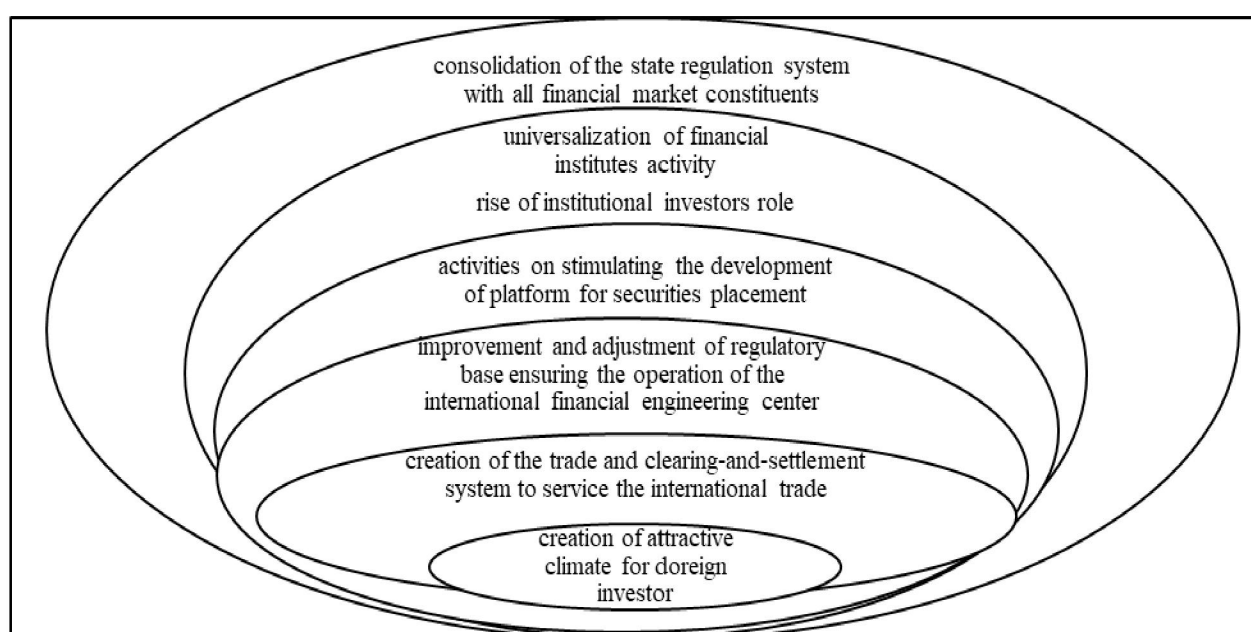 consolidation of the state regulation system
with all financial market constituents
universalization of financial
institutes activity
rise of institutional investors role
activities on stimulating the development
of platform for securities placement
improvement and adjustment of regulatory
base ensuring the operation of the
international financial engineering center
creation of the trade and clearing-and-settlement
system to service the international trade
creation of attractive
climate for doreign
investor